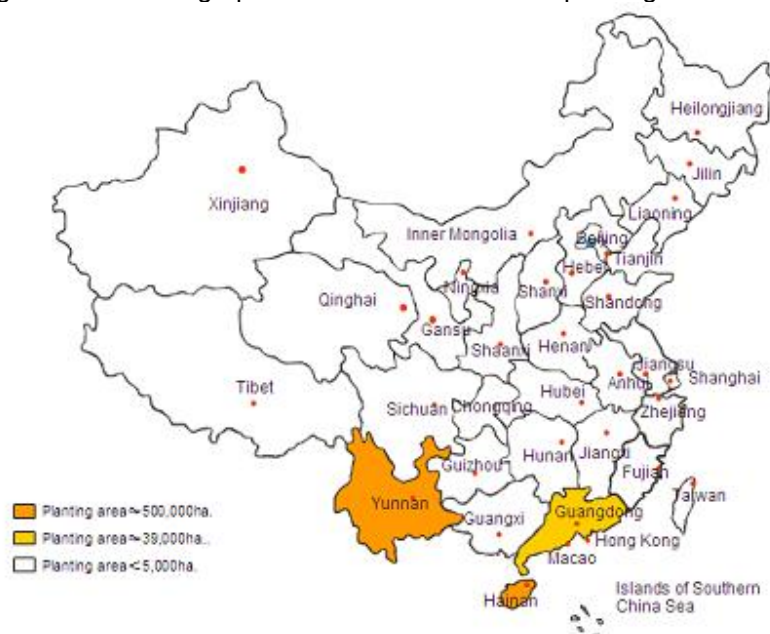 Heilongjiang
Jilin
Liaoning
Xinjiang
Inner Mongolia
Beijing
Tianjin
Hebei
Ningxia
Shanxi
Shandong
Qinghai
Gansu
Shaanxi
Henan
Jiangsu
Shanghai
Anhui
Tibet
Sichuan
Chongqing
Hubei
Zhejiang
Hunan
Jiangu
Guizhou
Fujian
Yunnan
Taiwan
Guangxi
Guangdong
Hong Kong
Macao
Hainan
Planting area≈500,000ha.
Planting area≈39,000ha..
Planting area<5,000ha.
Islands of Southern
China Sea